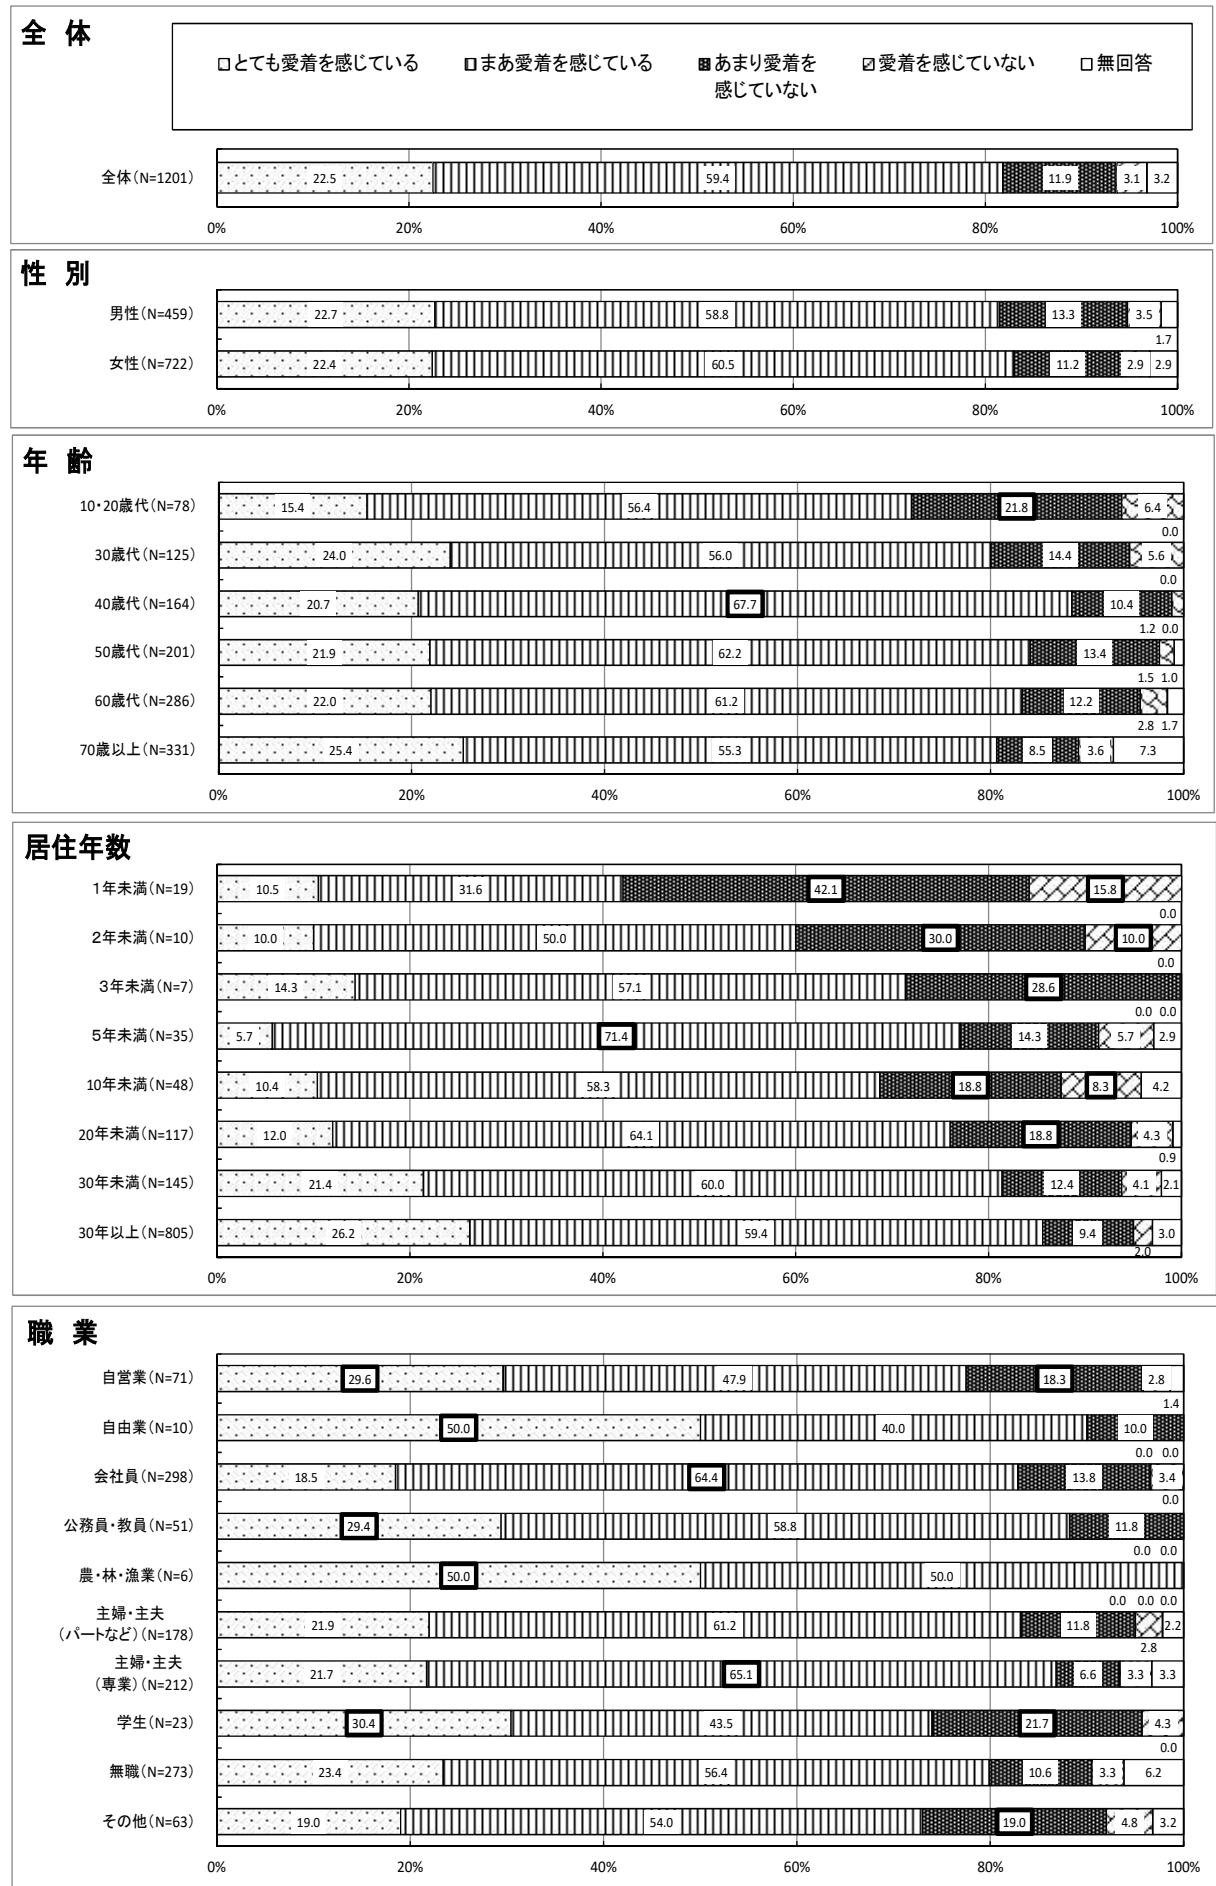 全 体
とても愛着を感じている まあ愛着を感じている あまり愛着を 愛着を感じていない 無回答
感じていない
全体(N=1201) 22.5 59.4 11.9 3.1 3.2
0% 20% 40% 60% 80% 100%
性 別
男性(N=459) 22.7 58.8 13.3 3.5
1.7
女性(N=722) 22.4 60.5 11.2 2.9 2.9
0% 20% 40% 60% 80% 100%
年 齢
10・20歳代(N=78) 15.4 56.4 21.8 6.4
0.0
30歳代(N=125) 24.0 56.0 14.4 5.6
0.0
40歳代(N=164) 20.7 67.7 10.4
1.2 0.0
50歳代(N=201) 21.9 62.2 13.4
1.5 1.0
60歳代(N=286) 22.0 61.2 12.2
2.8 1.7
70歳以上(N=331) 25.4 55.3 8.5 3.6 7.3
0% 20% 40% 60% 80% 100%
居住年数
1年未満(N=19) 10.5 31.6 42.1 15.8
0.0
2年未満(N=10) 10.0 50.0 30.0 10.0
0.0
3年未満(N=7) 14.3 57.1 28.6
0.0 0.0
5年未満(N=35) 5.7 71.4 14.3 5.7 2.9
10年未満(N=48) 10.4 58.3 18.8 8.3 4.2
20年未満(N=117) 12.0 64.1 18.8 4.3
0.9
30年未満(N=145) 21.4 60.0 12.4 4.1 2.1
30年以上(N=805) 26.2 59.4 9.4 3.0
2.0
0% 20% 40% 60% 80% 100%
職 業
自営業(N=71) 29.6 47.9 18.3 2.8
1.4
自由業(N=10) 50.0 40.0 10.0
0.0 0.0
会社員(N=298) 18.5 64.4 13.8 3.4
0.0
公務員・教員(N=51) 29.4 58.8 11.8
0.0 0.0
農・林・漁業(N=6) 50.0 50.0
0.0 0.0 0.0
主婦・主夫
(パートなど)(N=178) 21.9 61.2 11.8 2.2
2.8
主婦・主夫
(専業)(N=212) 21.7 65.1 6.6 3.3 3.3
学生(N=23) 30.4 43.5 21.7 4.3
0.0
無職(N=273) 23.4 56.4 10.6 3.3 6.2
その他(N=63) 19.0 54.0 19.0 4.8 3.2
0% 20% 40% 60% 80% 100%